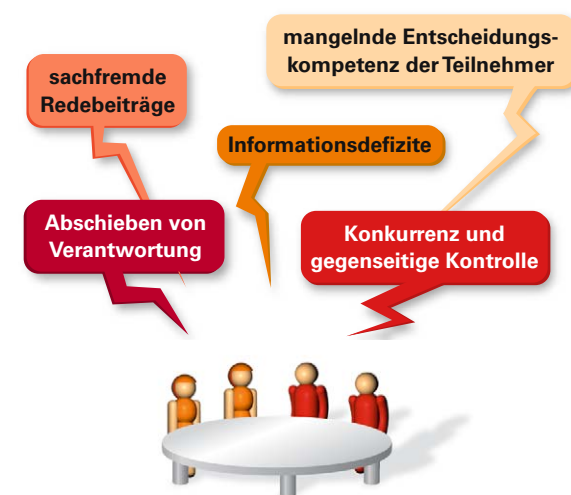 mangelnde Entscheidungs-
kompetenz der Teilnehmer
sachfremde
Redebeiträge
Informationsdefizite
Abschieben von
Verantwortung
Konkurrenz und
gegenseitige Kontrolle